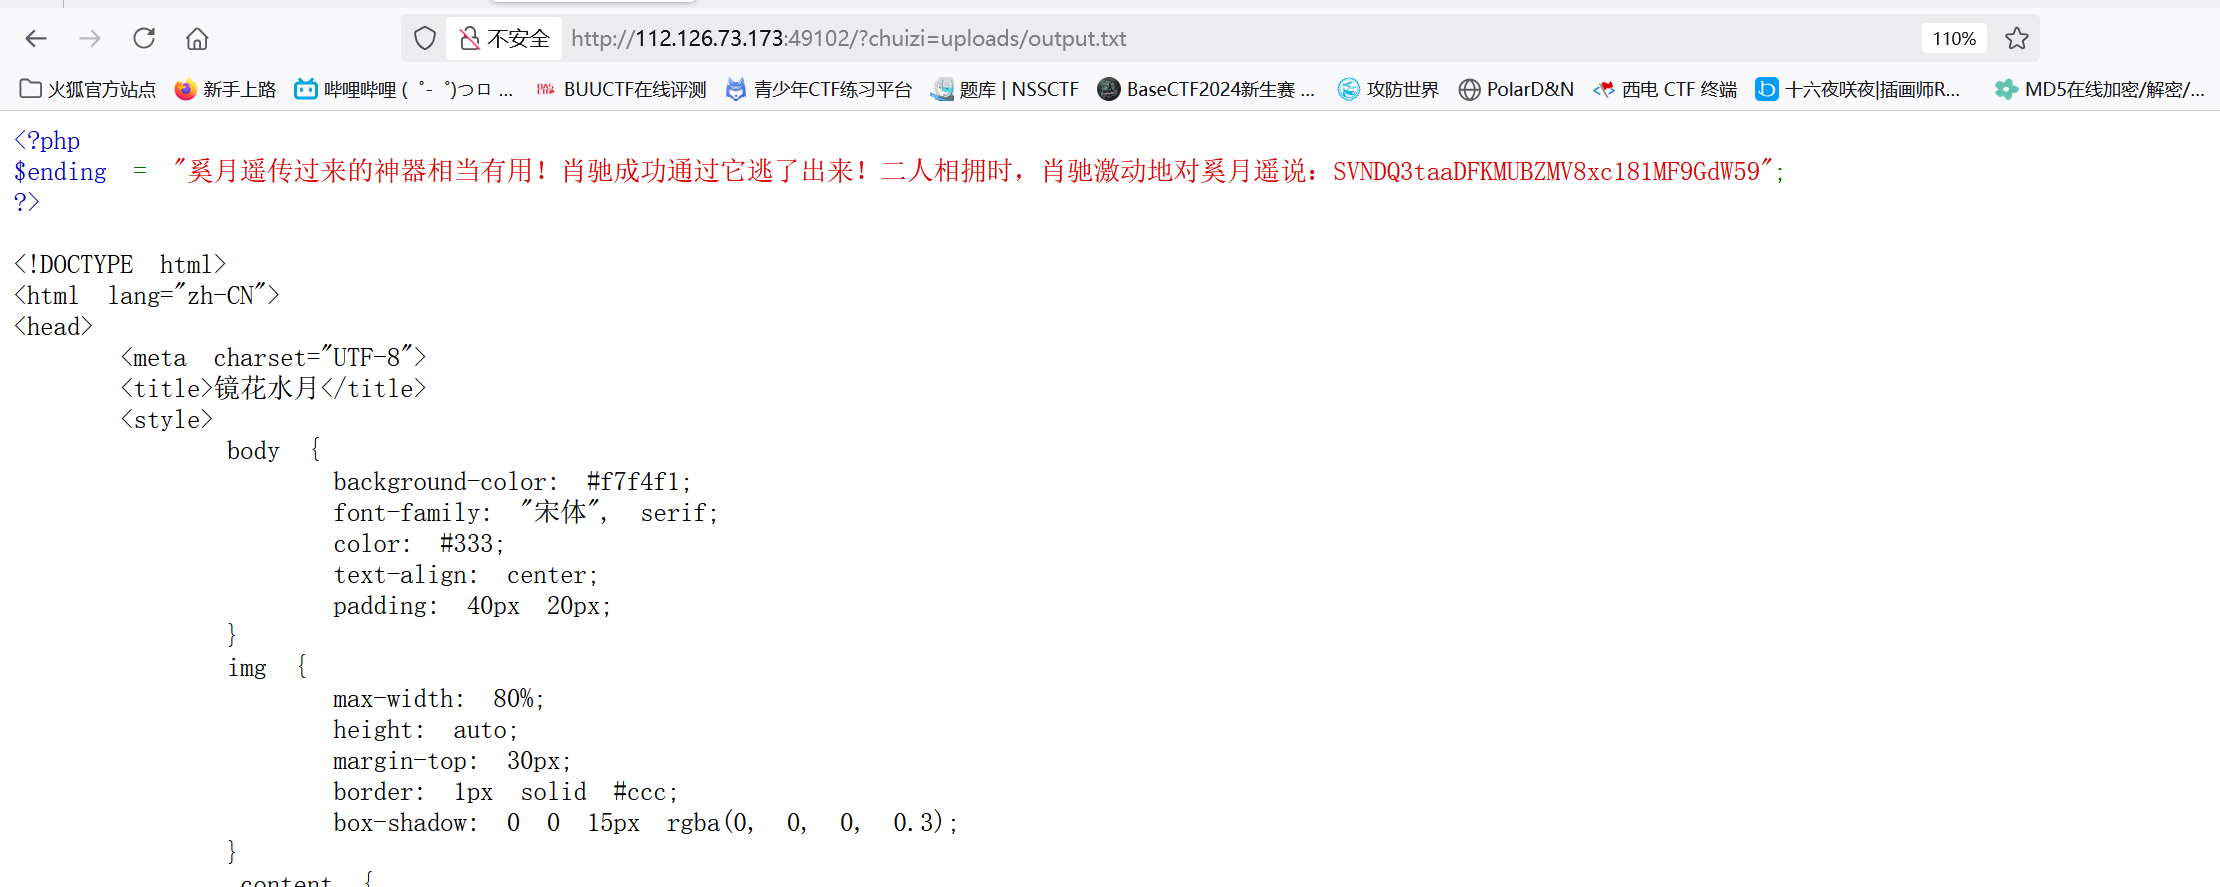 不安全 http://112.126.73.173:49102/?chuizi=uploads/output.txt 110%
火狐官方站点 新手上路 哔哩哔哩 ( ゜- ゜)つロ ... BUUCTF在线评测 青少年CTF练习平台 题库 | NSSCTF BaseCTF2024新生赛 ... 攻防世界 PolarD&N 西电 CTF 终端 十六夜咲夜|插画师R... MD5在线加密/解密/...
<?php
$ending = "奚月遥传过来的神器相当有用！肖驰成功通过它逃了出来！二人相拥时，肖驰激动地对奚月遥说：SVNDQ3taaDFKMUBZMV8xc181MF9GdW59";
?>
<!DOCTYPE html>
<html lang="zh-CN">
<head>
<meta charset="UTF-8">
<title>镜花水月</title>
<style>
body {
background-color: #f7f4f1;
font-family: "宋体", serif;
color: #333;
text-align: center;
padding: 40px 20px;
}
img {
max-width: 80%;
height: auto;
margin-top: 30px;
border: 1px solid #ccc;
box-shadow: 0 0 15px rgba(0, 0, 0, 0.3);
}
.content {